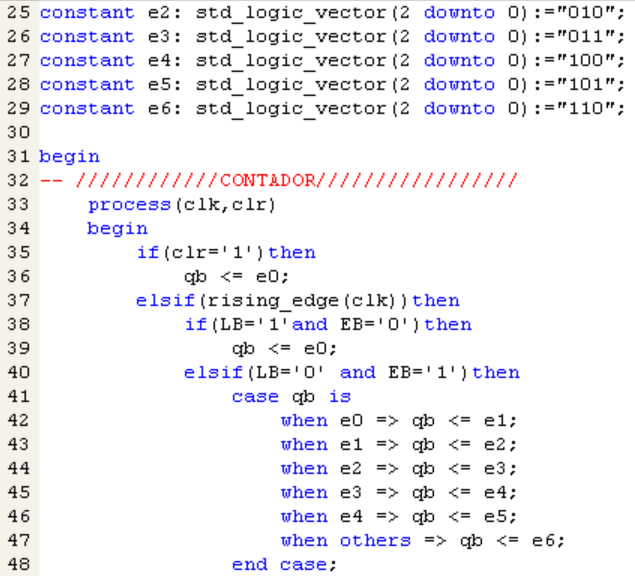 25 constant e2: std_logic_vector(2 downto 0):="010";
26 constant e3: std_logic_vector(2 downto 0):="011";
27 constant e4: std_logic_vector(2 downto 0):="100";
28 constant e5: std_logic_vector(2 downto 0):="101";
29 constant e6: std_logic_vector(2 downto 0):="110";
30
31 begin
32 -- ////////////CONTADOR/////////////////
33     process(clk,clr)
34     begin
35         if(clr='1')then
36             qb <= e0;
37         elsif(rising_edge(clk))then
38             if(LB='1'and EB='0')then
39                 qb <= e0;
40             elsif(LB='0' and EB='1')then
41                 case qb is
42                     when e0 => qb <= e1;
43                     when e1 => qb <= e2;
44                     when e2 => qb <= e3;
45                     when e3 => qb <= e4;
46                     when e4 => qb <= e5;
47                     when others => qb <= e6;
48                 end case;